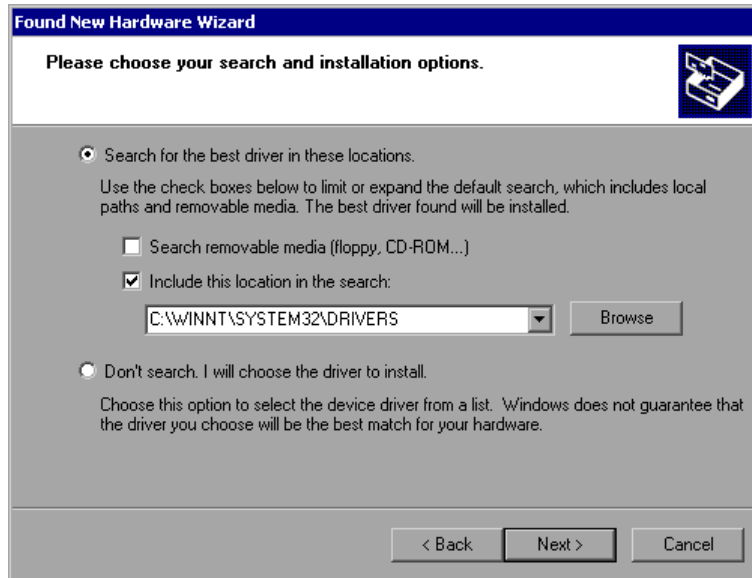 Found New Hardware Wizard
Please choose your search and installation options.
Search for the best driver in these locations.
Use the check boxes below to limit or expand the default search, which includes local
paths and removable media. The best driver found will be installed.
Search removable media (floppy, CD-ROM...)
Include this location in the search:
C:\WINNT\SYSTEM32\DRIVERS
Browse
Don't search. I will choose the driver to install.
Choose this option to select the device driver from a list.  Windows does not guarantee that
the driver you choose will be the best match for your hardware.
< Back
Next >
Cancel